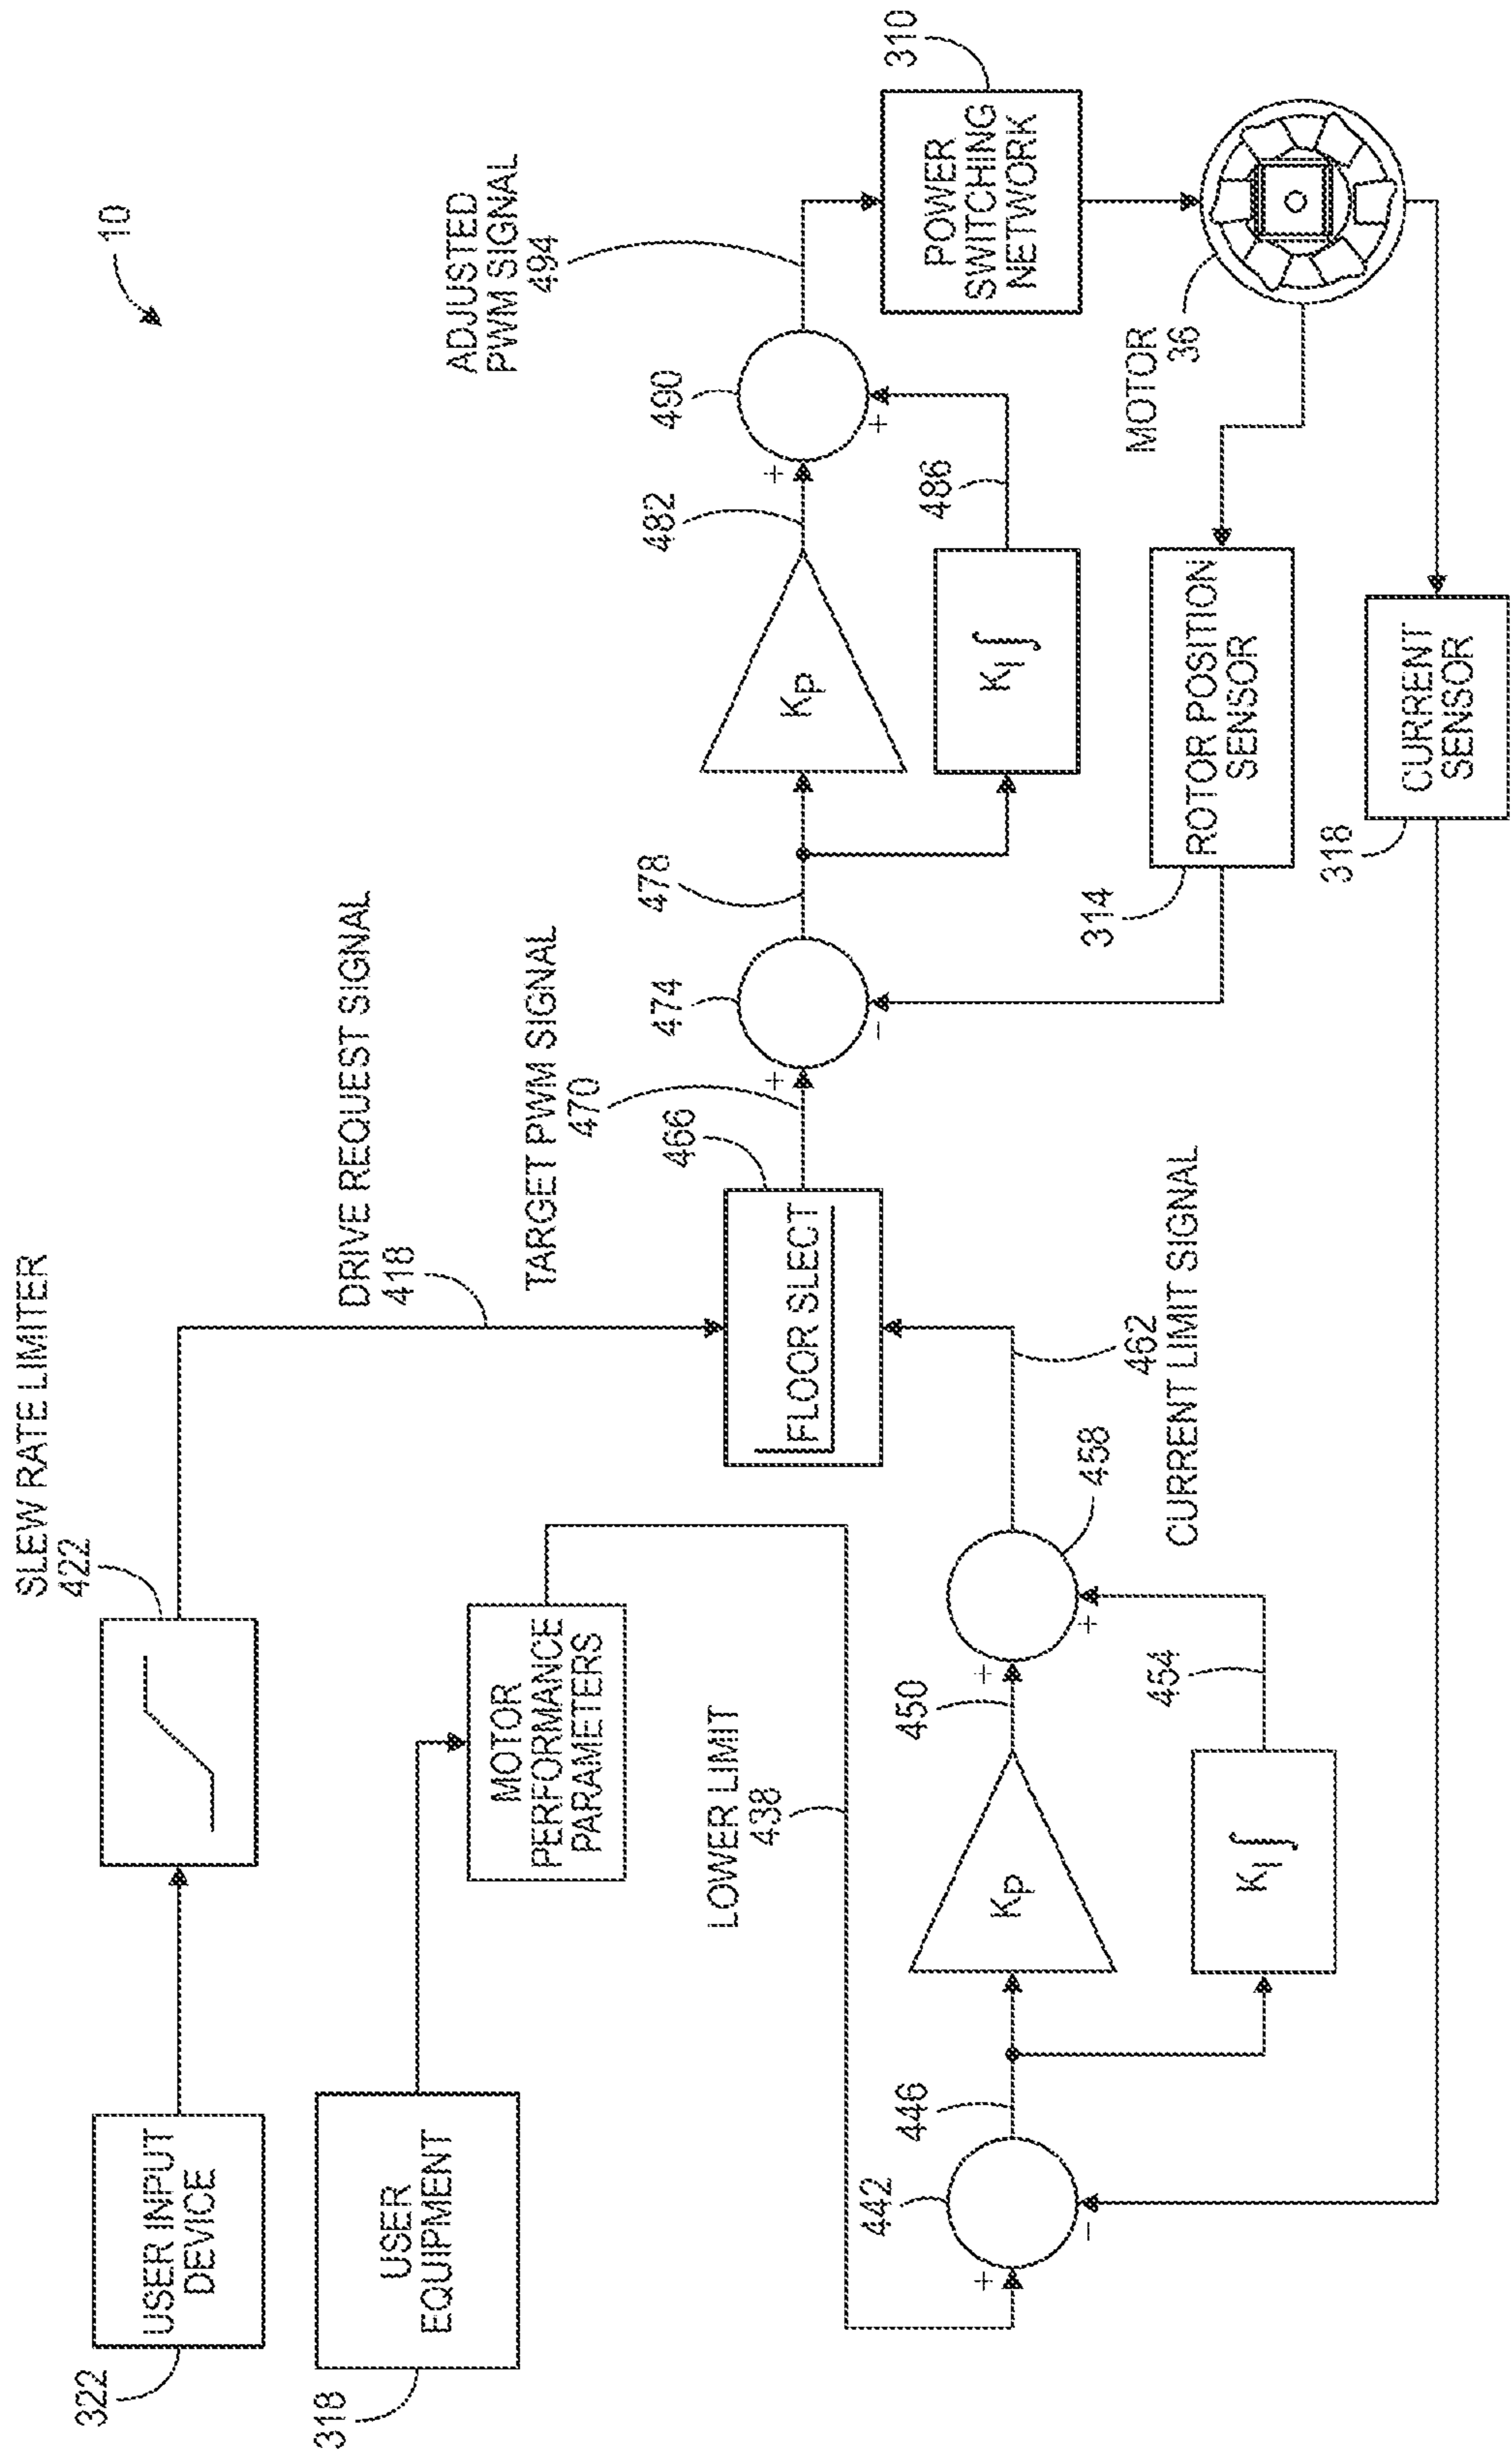 10
SLEW RATE LIMITER
422
322
USER INPUT
DEVICE
DRIVE REQUEST SIGNAL
418
318
USER
EQUIPMENT
MOTOR
PERFORMANCE
PARAMETERS
LOWER LIMIT
438
TARGET PWM SIGNAL
470
466
FLOOR SLECT
+
474
-
478
KP
482
KI∫
486
+
+
490
ADJUSTED
PWM SIGNAL
494
310
POWER
SWITCHING
NETWORK
MOTOR
36
314
ROTOR POSITION
SENSOR
318
CURRENT
SENSOR
442
+
-
446
KP
450
KI∫
454
+
+
458
462
CURRENT LIMIT SIGNAL